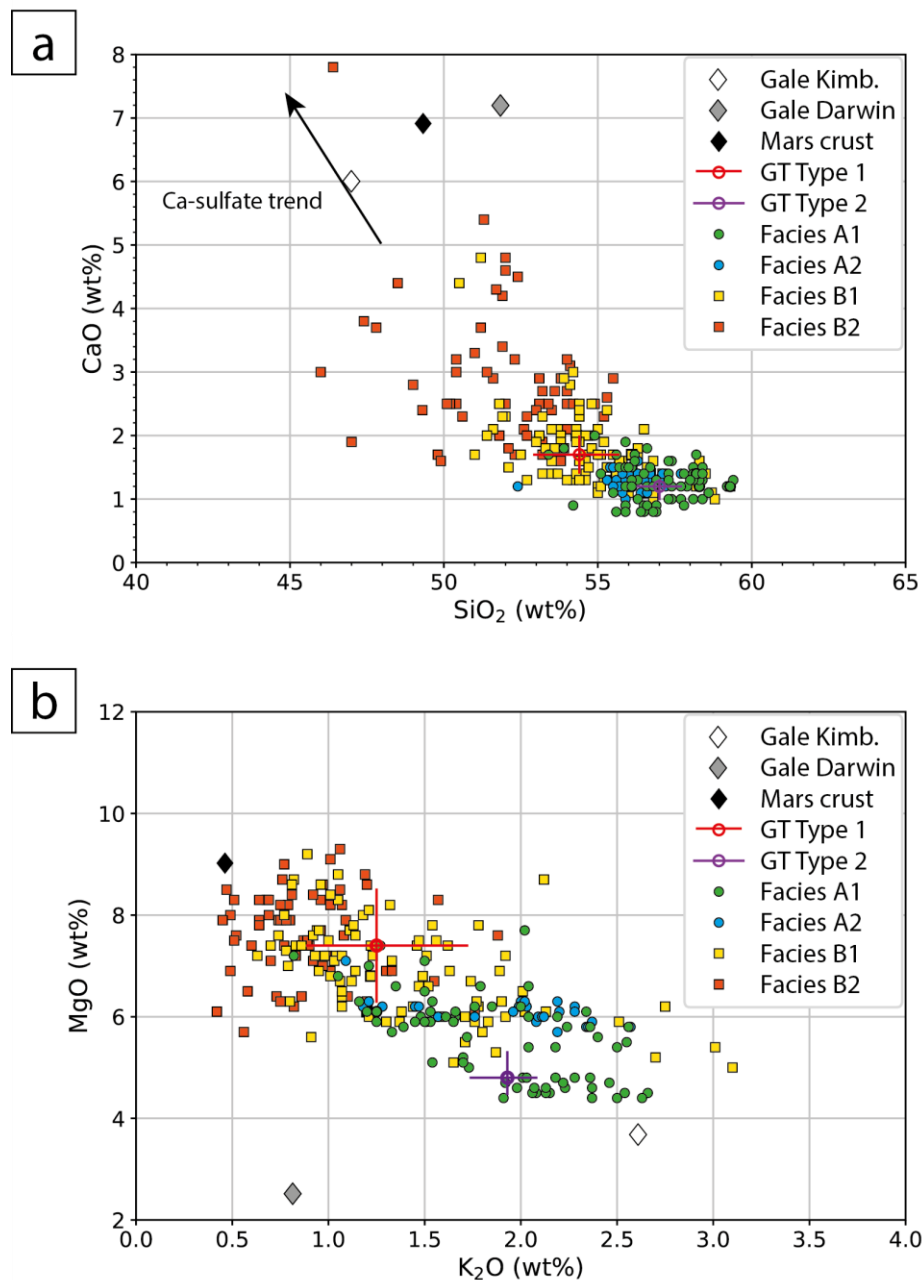 a
8
7
6
5
4
3
2
1
0
CaO (wt%)
Ca-sulfate trend
Gale Kimb.
Gale Darwin
Mars crust
GT Type 1
GT Type 2
Facies A1
Facies A2
Facies B1
Facies B2
40 45 50 55 60 65
SiO₂ (wt%)
b
12
10
8
6
4
2
MgO (wt%)
Gale Kimb.
Gale Darwin
Mars crust
GT Type 1
GT Type 2
Facies A1
Facies A2
Facies B1
Facies B2
0.0 0.5 1.0 1.5 2.0 2.5 3.0 3.5 4.0
K₂O (wt%)